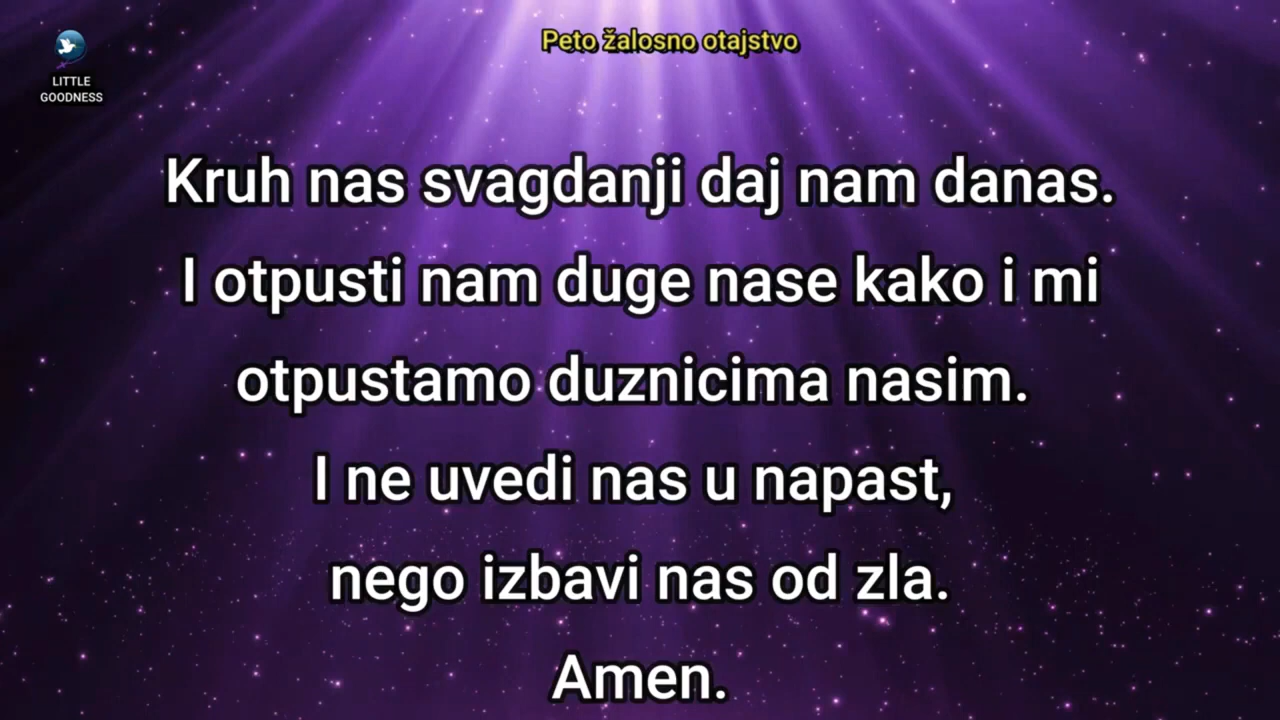 Peto žalosno otajstvo
LITTLE
GOODNESS
Kruh nas svagdanji daj nam danas.
I otpusti nam duge nase kako i mi
otpustamo duznicima nasim.
I ne uvedi nas u napast,
nego izbavi nas od zla.
Amen.